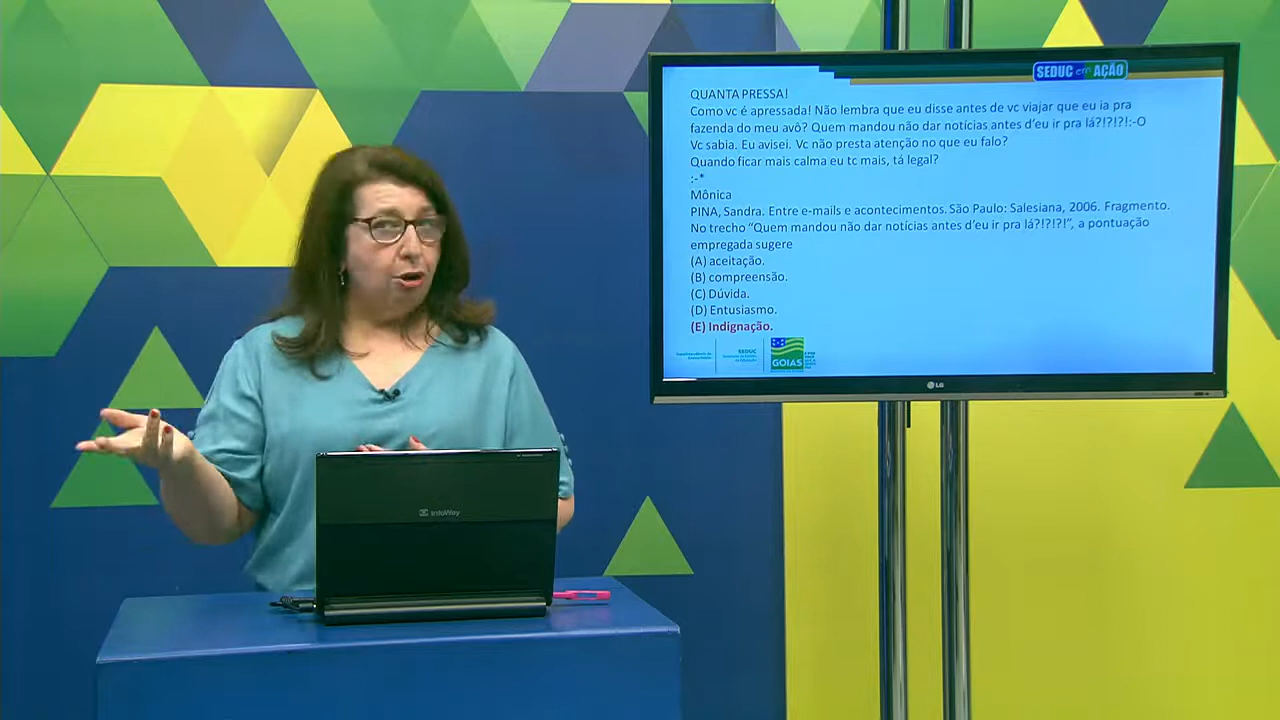 SEDUC em AÇÃO
QUANTA PRESSA!
Como vc é apressada! Não lembra que eu disse antes de vc viajar que eu ia pra
fazenda do meu avô? Quem mandou não dar notícias antes d’eu ir pra lá?!?!?!:-O
Vc sabia. Eu avisei. Vc não presta atenção no que eu falo?
Quando ficar mais calma eu tc mais, tá legal?
:-*
Mônica
PINA, Sandra. Entre e-mails e acontecimentos. São Paulo: Salesiana, 2006. Fragmento.
No trecho “Quem mandou não dar notícias antes d’eu ir pra lá?!?!?!”, a pontuação
empregada sugere
(A) aceitação.
(B) compreensão.
(C) Dúvida.
(D) Entusiasmo.
(E) Indignação.
SEDUC
GOIÁS
LG
InfoWay